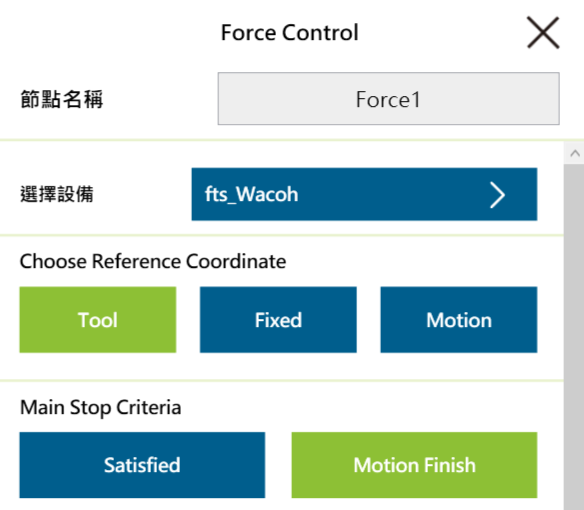 Force Control
節點名稱
Force1
選擇設備
fts_Wacoh
Choose Reference Coordinate
Tool
Fixed
Motion
Main Stop Criteria
Satisfied
Motion Finish